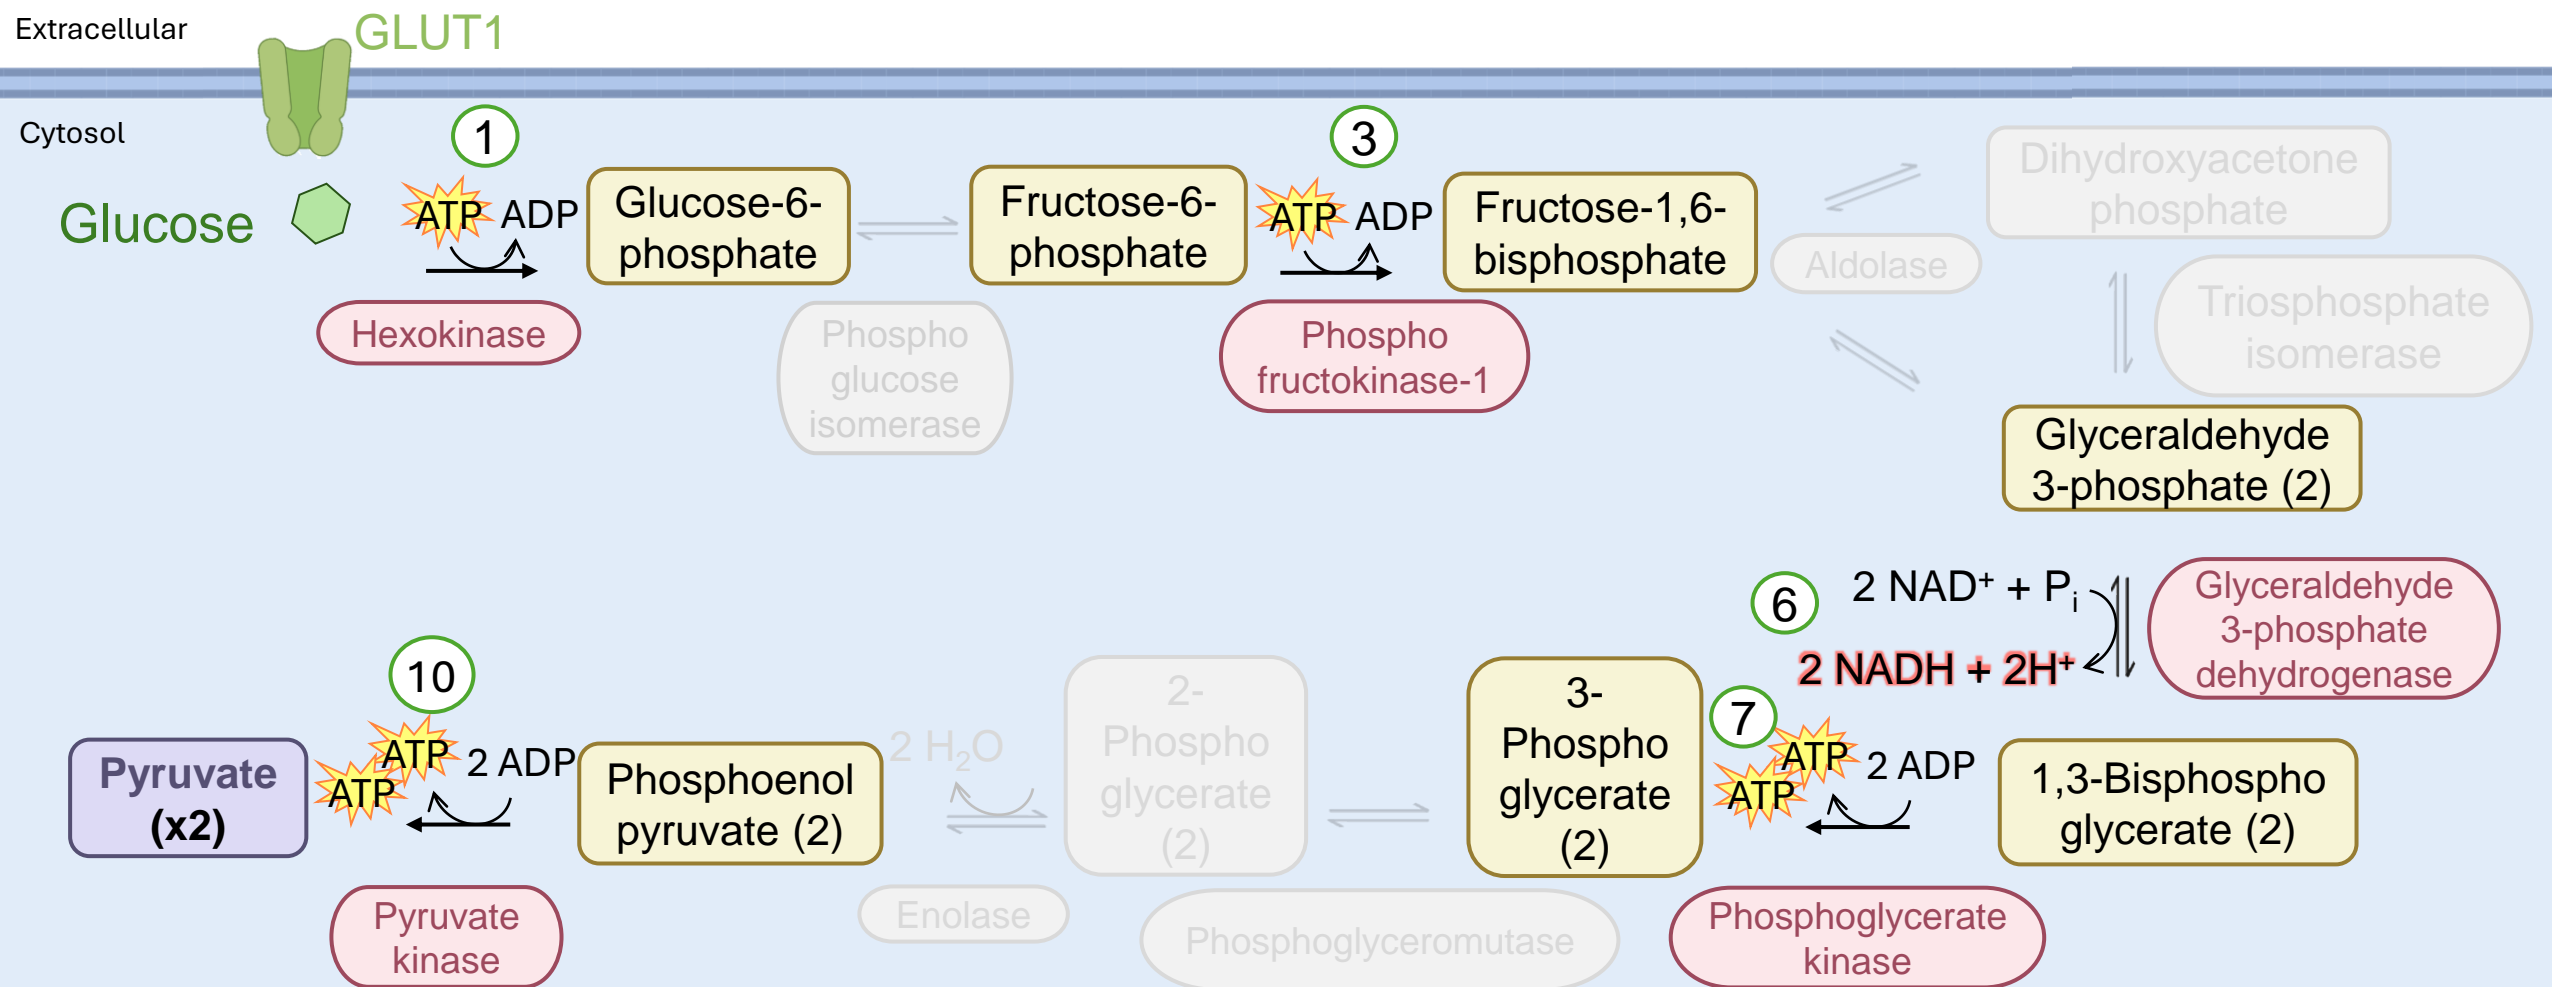 Extracellular
GLUT1
Cytosol
Glucose
1
ATP ADP
Hexokinase
Glucose-6-
phosphate
Phospho
glucose
isomerase
Fructose-6-
phosphate
3
ATP ADP
Phospho
fructokinase-1
Fructose-1,6-
bisphosphate
Aldolase
Dihydroxyacetone
phosphate
Triosphosphate
isomerase
Glyceraldehyde
3-phosphate (2)
6
2 NAD⁺ + Pᵢ
2 NADH + 2H⁺
Glyceraldehyde
3-phosphate
dehydrogenase
1,3-Bisphospho
glycerate (2)
7
ATP
ATP
2 ADP
Phosphoglycerate
kinase
3-
Phospho
glycerate
(2)
Phosphoglyceromutase
2-
Phospho
glycerate
(2)
2 H₂O
Enolase
Phosphoenol
pyruvate (2)
10
ATP
ATP
2 ADP
Pyruvate
kinase
Pyruvate
(x2)